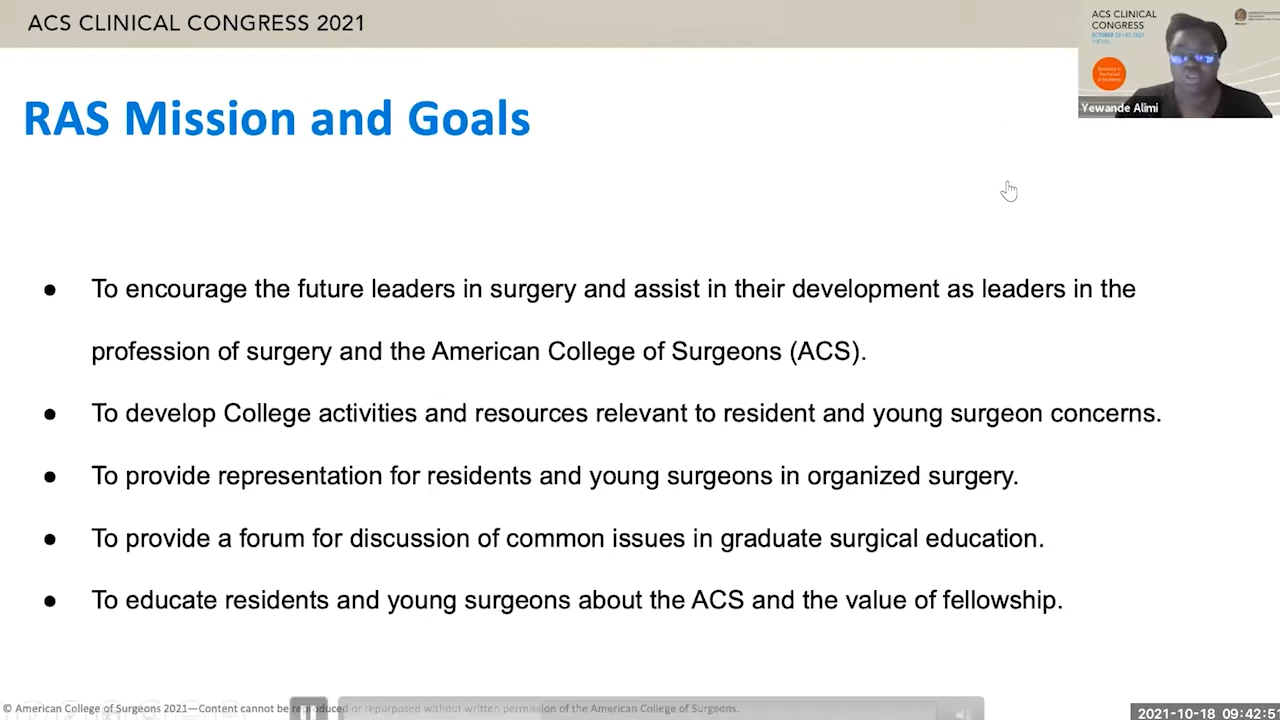 ACS CLINICAL CONGRESS 2021
ACS CLINICAL
CONGRESS
Yewande Alimi
RAS Mission and Goals
● To encourage the future leaders in surgery and assist in their development as leaders in the
profession of surgery and the American College of Surgeons (ACS).
● To develop College activities and resources relevant to resident and young surgeon concerns.
● To provide representation for residents and young surgeons in organized surgery.
● To provide a forum for discussion of common issues in graduate surgical education.
● To educate residents and young surgeons about the ACS and the value of fellowship.
© American College of Surgeons 2021—Content cannot be reproduced or repurposed without written permission of the American College of Surgeons.
2021-10-18 09:42:51